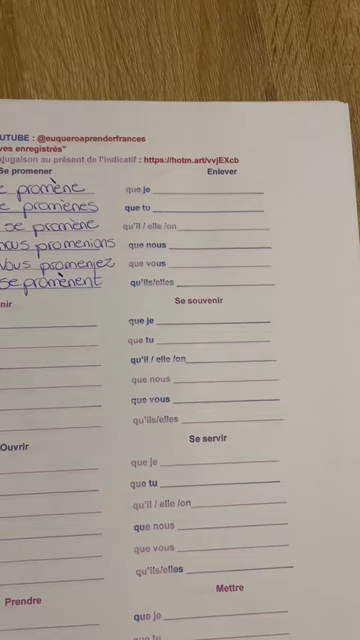 UTUBE : @euqueroaprenderfrances
ves enregistrés"
jugaison au présent de l'indicatif : https://hotm.art/vvjEXcb
Se promener
Enlever
e promène
que je
e promènes
que tu
se promène
qu'il / elle /on
nous promenions
que nous
vous promeniez
que vous
se promènent
qu'ils/elles
nir
Se souvenir
que je
que tu
qu'il / elle /on
que nous
que vous
qu'ils/elles
Ouvrir
Se servir
que je
que tu
qu'il / elle /on
que nous
que vous
qu'ils/elles
Prendre
Mettre
que je
que tu